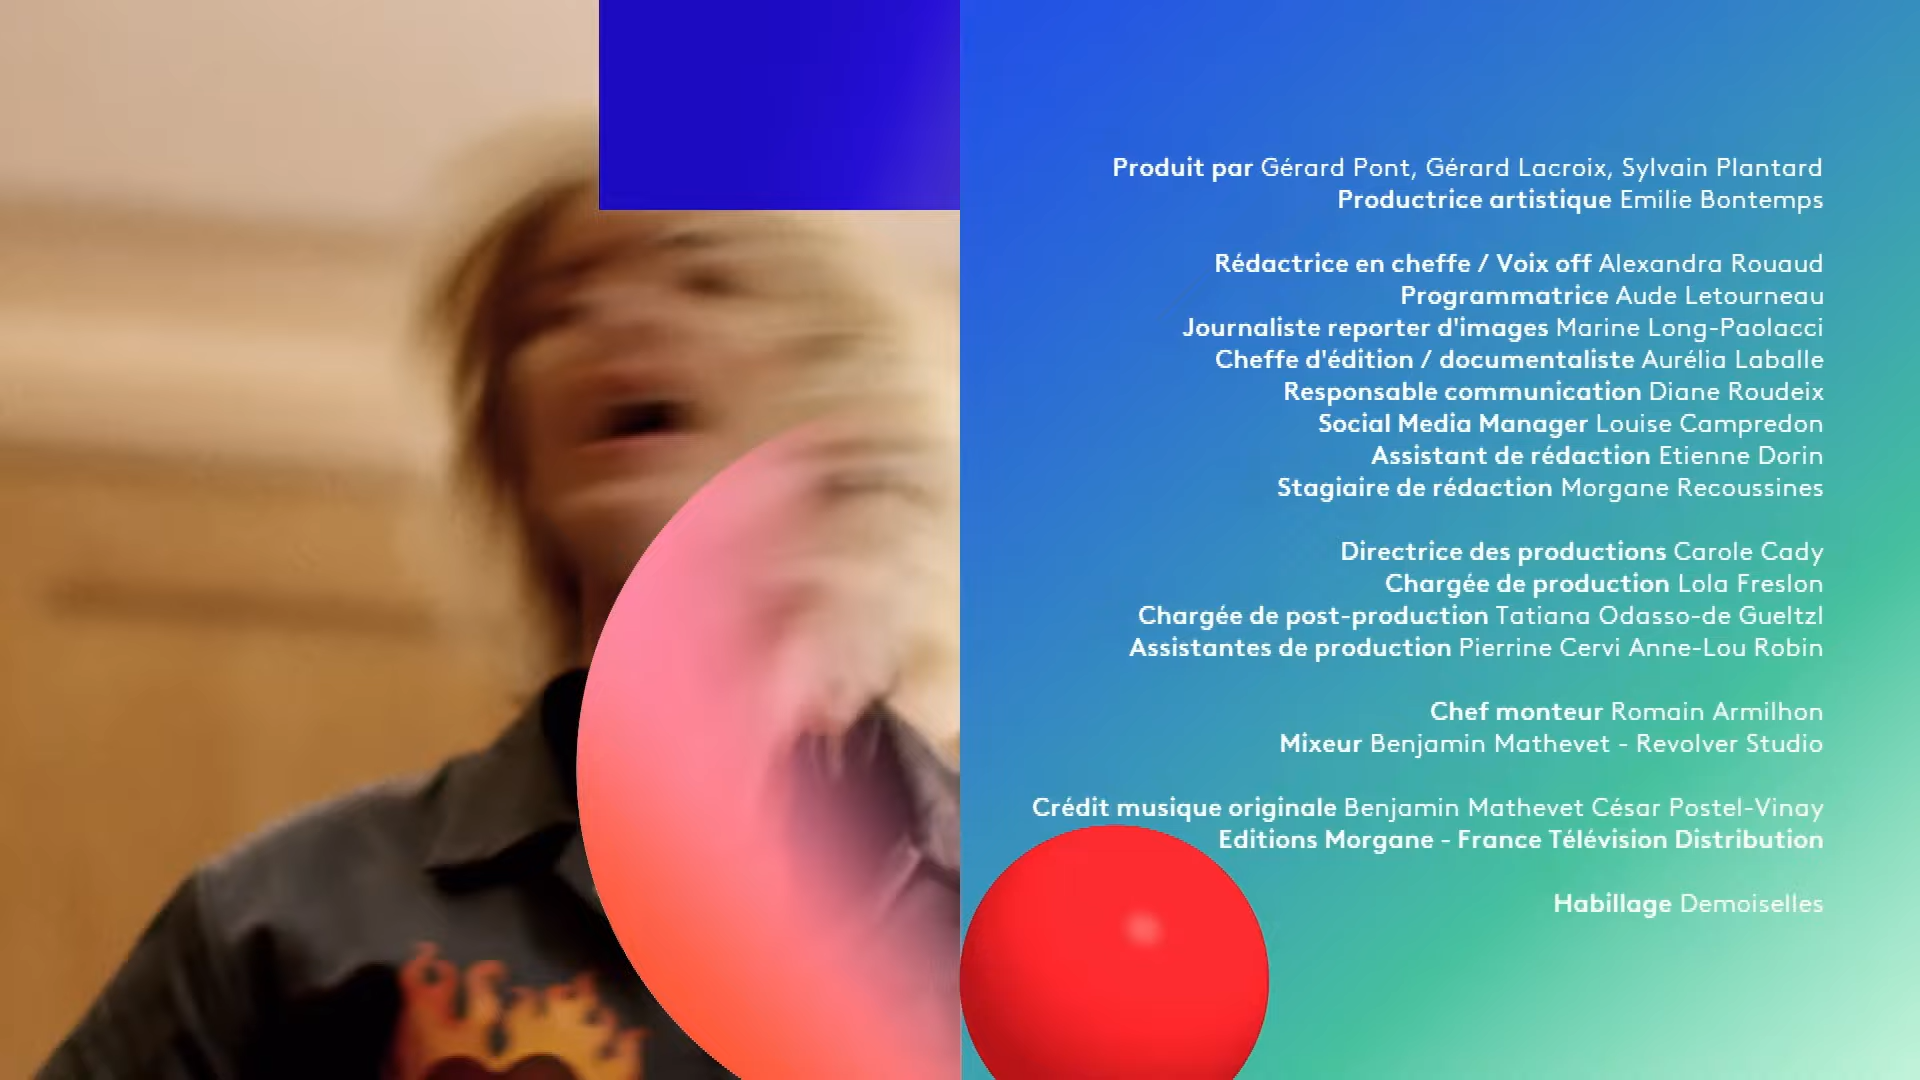 Produit par Gérard Pont, Gérard Lacroix, Sylvain Plantard
Productrice artistique Emilie Bontemps
Rédactrice en cheffe / Voix off Alexandra Rouaud
Programmatrice Aude Letourneau
Journaliste reporter d'images Marine Long-Paolacci
Cheffe d'édition / documentaliste Aurélia Laballe
Responsable communication Diane Roudeix
Social Media Manager Louise Campredon
Assistant de rédaction Etienne Dorin
Stagiaire de rédaction Morgane Recoussines
Directrice des productions Carole Cady
Chargée de production Lola Freslon
Chargée de post-production Tatiana Odasso-de Gueltzl
Assistantes de production Pierrine Cervi Anne-Lou Robin
Chef monteur Romain Armilhon
Mixeur Benjamin Mathevet - Revolver Studio
Crédit musique originale Benjamin Mathevet César Postel-Vinay
Editions Morgane - France Télévision Distribution
Habillage Demoiselles